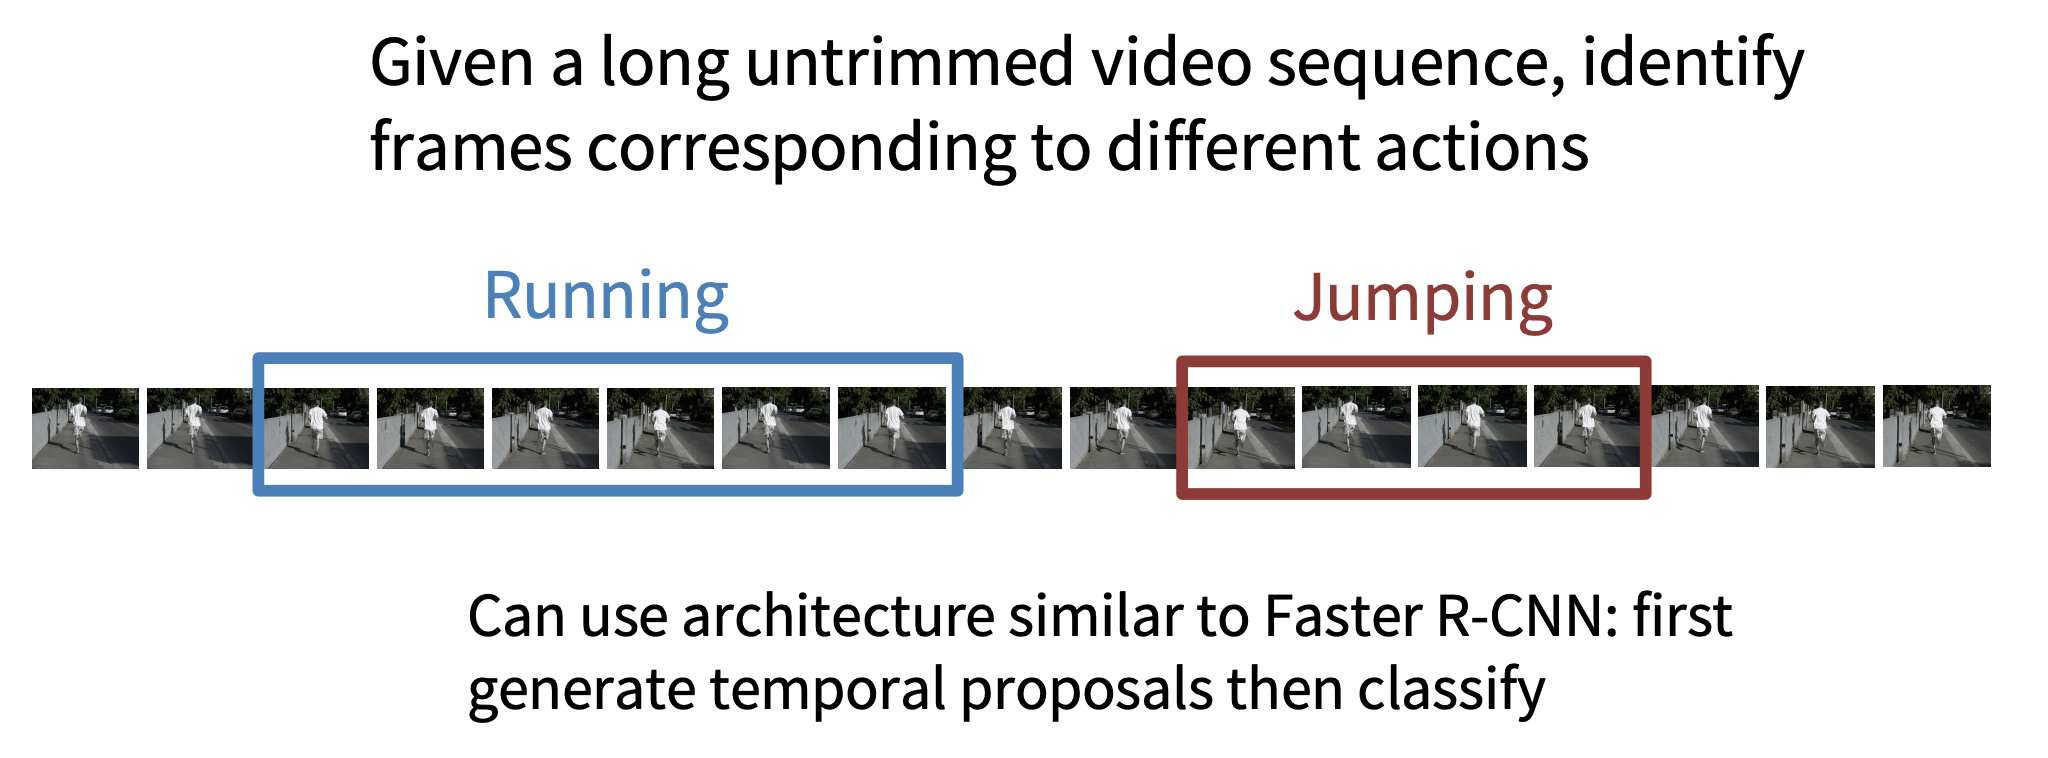 Given a long untrimmed video sequence, identify
frames corresponding to different actions
Running
Jumping
Can use architecture similar to Faster R-CNN: first
generate temporal proposals then classify